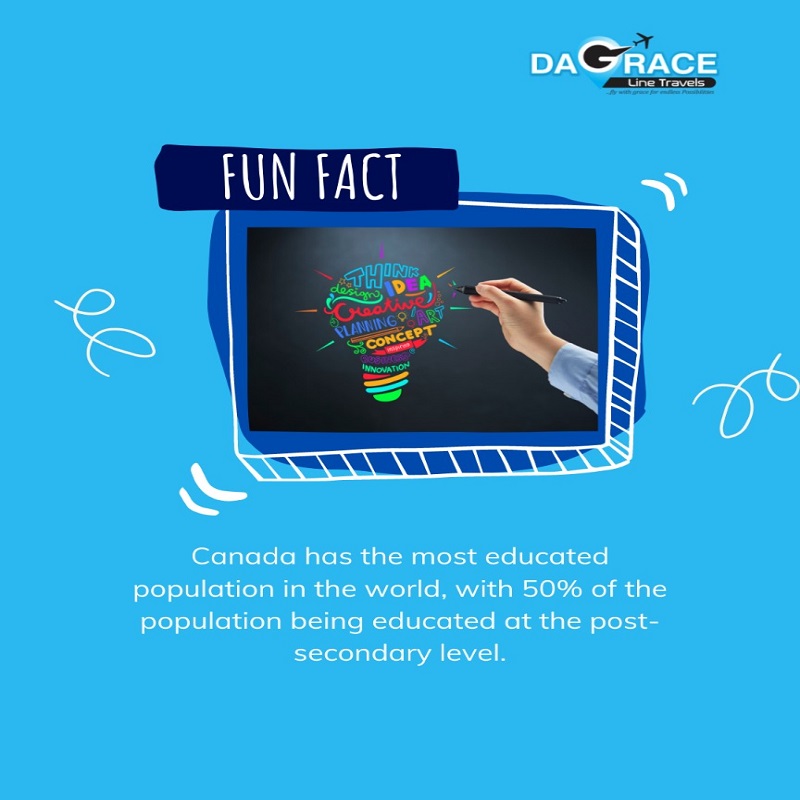 DAGRACE
Line Travels
..fly with grace for endless Possibilities
FUN FACT
THINK
design IDEA
Creative
PLANNING ART
CONCEPT
INNOVATION
Canada has the most educated
population in the world, with 50% of the
population being educated at the post-
secondary level.